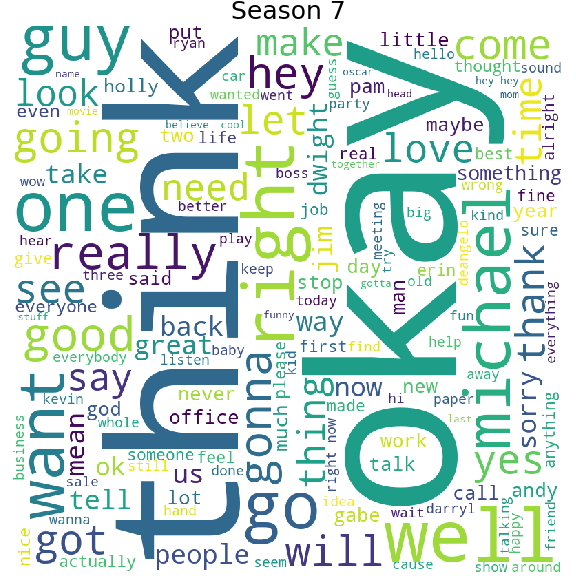 Season 7
guy
put
ryan
make
little
hello
come
name
look
holly
car
hey
guess
oscar
thought
sound
even
movie
wanted
went
pam
party
head
hey hey
mom
going
believe
cool
let
dwight
maybe
time
alright
two
life
real
together
love
best
wow
take
think
need
right
boss
okay
something
wrong
one
better
job
big
kind
fine
year
hear
really
play
jim
meeting
try
michael
sure
give
three
said
keep
day
erin
deangelo
see
stop
man
old
thank
everyone
stuff
back
today
gotta
fun
everything
good
great
funny
way
first
find
help
sorry
everybody
listen
baby
kid
want
say
never
gonna
much
please
thing
now
new
away
kevin
god
office
made
hi
paper
anything
business
mean
whole
right now
work
last
ok
someone
feel
talk
yes
sale
still
us
done
go
wanna
tell
lot
hand
idea
gabe
call
andy
got
will
wait
darryl
well
talking
happy
friend
nice
actually
people
seem
cause
show
around